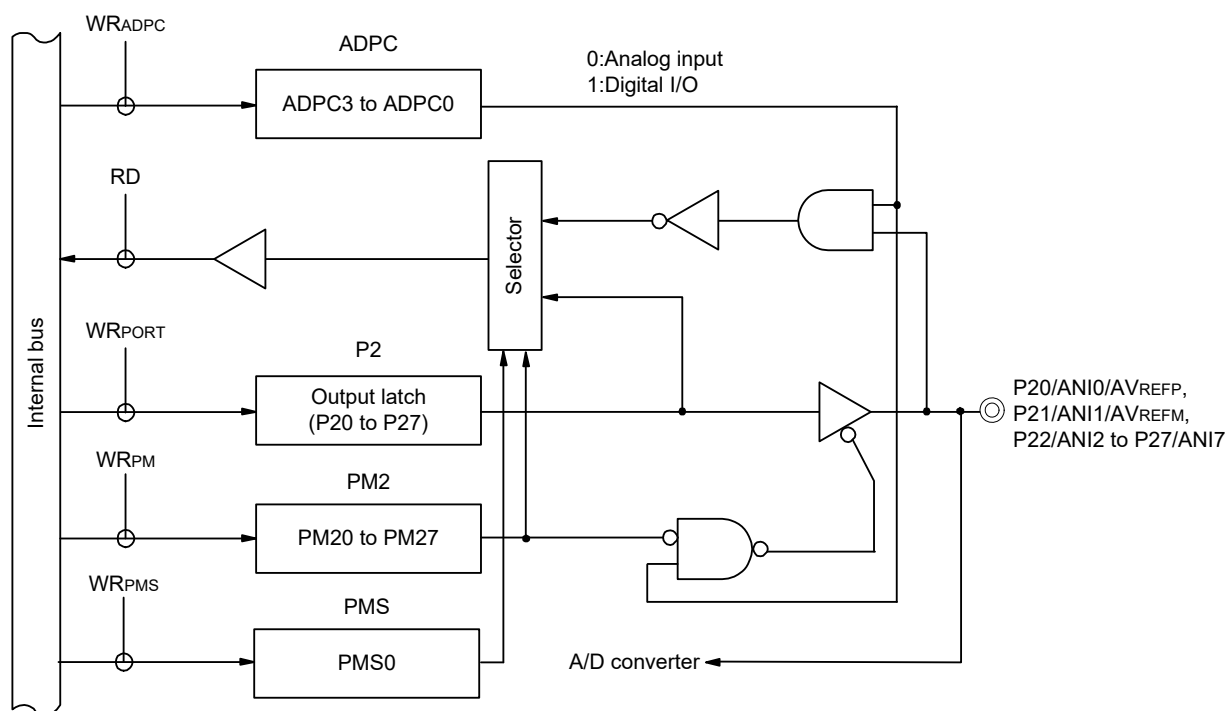 WRADPC
ADPC
0:Analog input
1:Digital I/O
ADPC3 to ADPC0
RD
Selector
Internal bus
WRPORT
P2
Output latch
(P20 to P27)
P20/ANI0/AVREFP,
P21/ANI1/AVREFM,
P22/ANI2 to P27/ANI7
WRPM
PM2
PM20 to PM27
WRPMS
PMS
PMS0
A/D converter